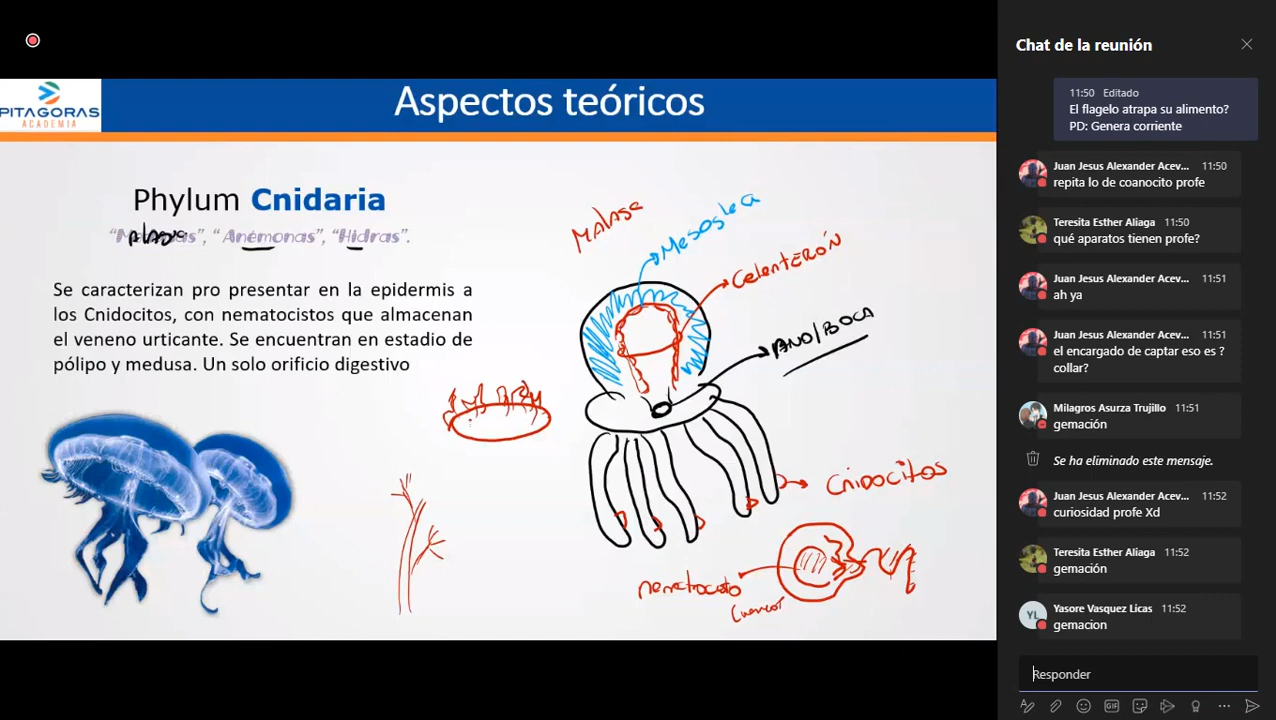 PITAGORAS
ACADEMIA
Aspectos teóricos
Phylum Cnidaria
“Anémonas”, “Hidras”.
Se caracterizan pro presentar en la epidermis a
los Cnidocitos, con nematocistos que almacenan
el veneno urticante. Se encuentran en estadio de
pólipo y medusa. Un solo orificio digestivo
Mesoglea
Celenterón
ANO/BOCA
Cnidocitos
Chat de la reunión
11:50 Editado
El flagelo atrapa su alimento?
PD: Genera corriente
Juan Jesus Alexander Acev... 11:50
repita lo de coanocito profe
Teresita Esther Aliaga 11:50
qué aparatos tienen profe?
Juan Jesus Alexander Acev... 11:51
ah ya
Juan Jesus Alexander Acev... 11:51
el encargado de captar eso es ?
collar?
Milagros Asurza Trujillo 11:51
gemación
Se ha eliminado este mensaje.
Juan Jesus Alexander Acev... 11:52
curiosidad profe Xd
Teresita Esther Aliaga 11:52
gemación
YL
Yasore Vasquez Licas 11:52
gemacion
Responder
GIF